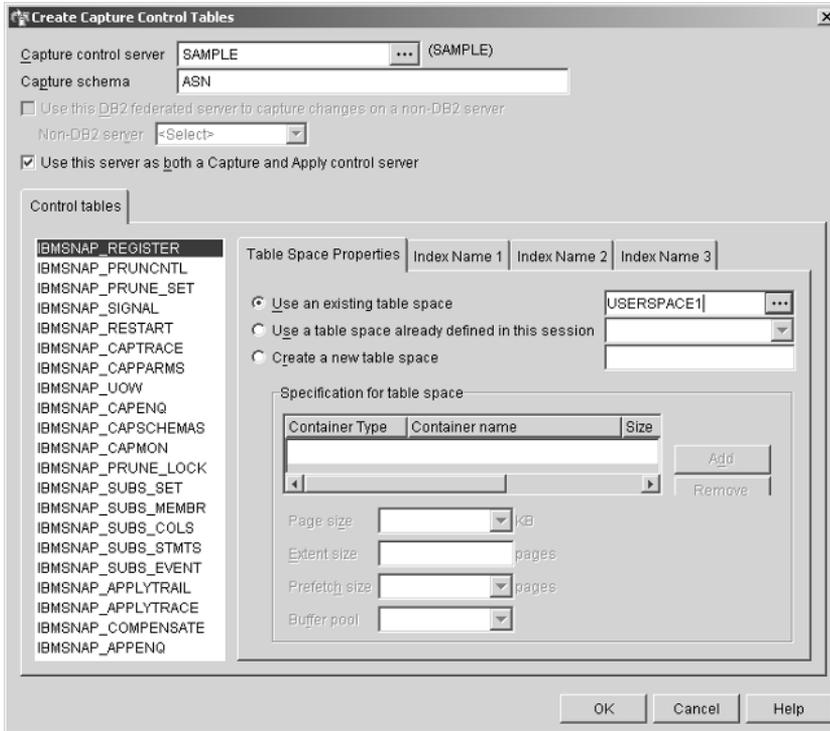 Create Capture Control Tables
Capture control server SAMPLE ... (SAMPLE)
Capture schema ASN
Use this DB2 federated server to capture changes on a non-DB2 server
Non-DB2 server <Select>
Use this server as both a Capture and Apply control server
Control tables
IBMSNAP_REGISTER
IBMSNAP_PRUNCNTL
IBMSNAP_PRUNE_SET
IBMSNAP_SIGNAL
IBMSNAP_RESTART
IBMSNAP_CAPTRACE
IBMSNAP_CAPPARMS
IBMSNAP_UOW
IBMSNAP_CAPENQ
IBMSNAP_CAPSCHEMAS
IBMSNAP_CAPMON
IBMSNAP_PRUNE_LOCK
IBMSNAP_SUBS_SET
IBMSNAP_SUBS_MEMBR
IBMSNAP_SUBS_COLS
IBMSNAP_SUBS_STMTS
IBMSNAP_SUBS_EVENT
IBMSNAP_APPLYTRAIL
IBMSNAP_APPLYTRACE
IBMSNAP_COMPENSATE
IBMSNAP_APPENQ
Table Space Properties Index Name 1 Index Name 2 Index Name 3
Use an existing table space USERSPACE1 ...
Use a table space already defined in this session
Create a new table space
Specification for table space
Container Type Container name Size
Add
Remove
Page size KB
Extent size pages
Prefetch size pages
Buffer pool
OK Cancel Help